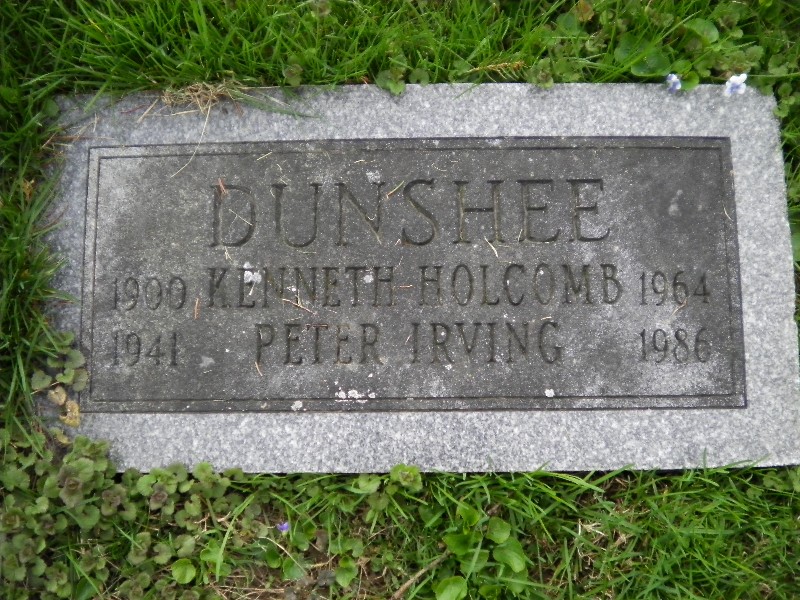 DUNSHEE
1900 KENNETH HOLCOMB 1964
1941 PETER IRVING 1986